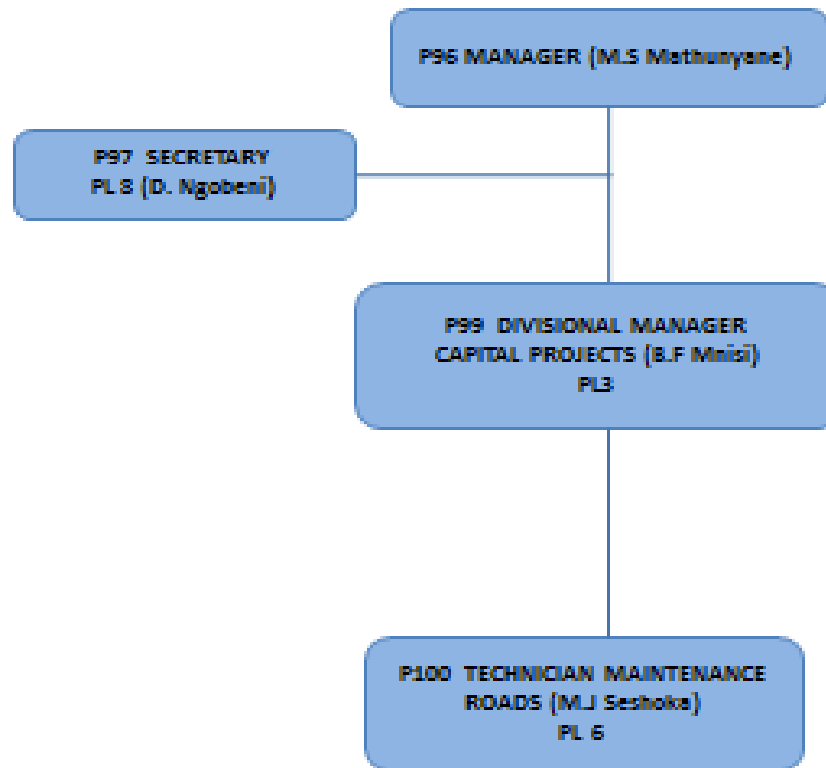 P96 MANAGER (M.S Mathunyane)
P97 SECRETARY
PL 8 (D. Ngobeni)
P99 DIVISIONAL MANAGER
CAPITAL PROJECTS (B.F Mnisi)
PL3
P100 TECHNICIAN MAINTENANCE
ROADS (M.J Seshoka)
PL 6